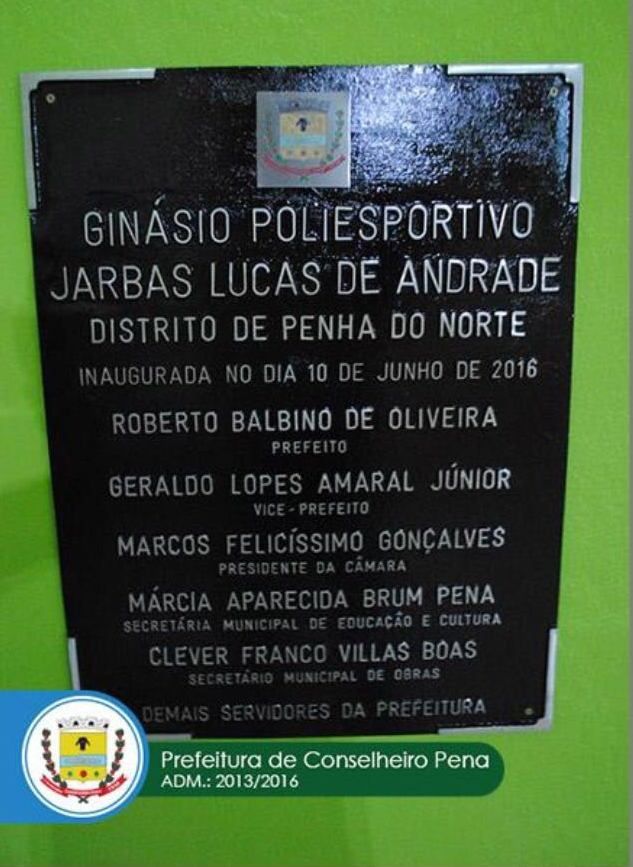 GINÁSIO POLIESPORTIVO
JARBAS LUCAS DE ANDRADE
DISTRITO DE PENHA DO NORTE
INAUGURADA NO DIA 10 DE JUNHO DE 2016
ROBERTO BALBINO DE OLIVEIRA
PREFEITO
GERALDO LOPES AMARAL JÚNIOR
VICE-PREFEITO
MARCOS FELICÍSSIMO GONÇALVES
PRESIDENTE DA CÂMARA
MÁRCIA APARECIDA BRUM PENA
SECRETÁRIA MUNICIPAL DE EDUCAÇÃO E CULTURA
CLEVER FRANCO VILLAS BOAS
SECRETÁRIO MUNICIPAL DE OBRAS
DEMAIS SERVIDORES DA PREFEITURA
Prefeitura de Conselheiro Pena
ADM.: 2013/2016